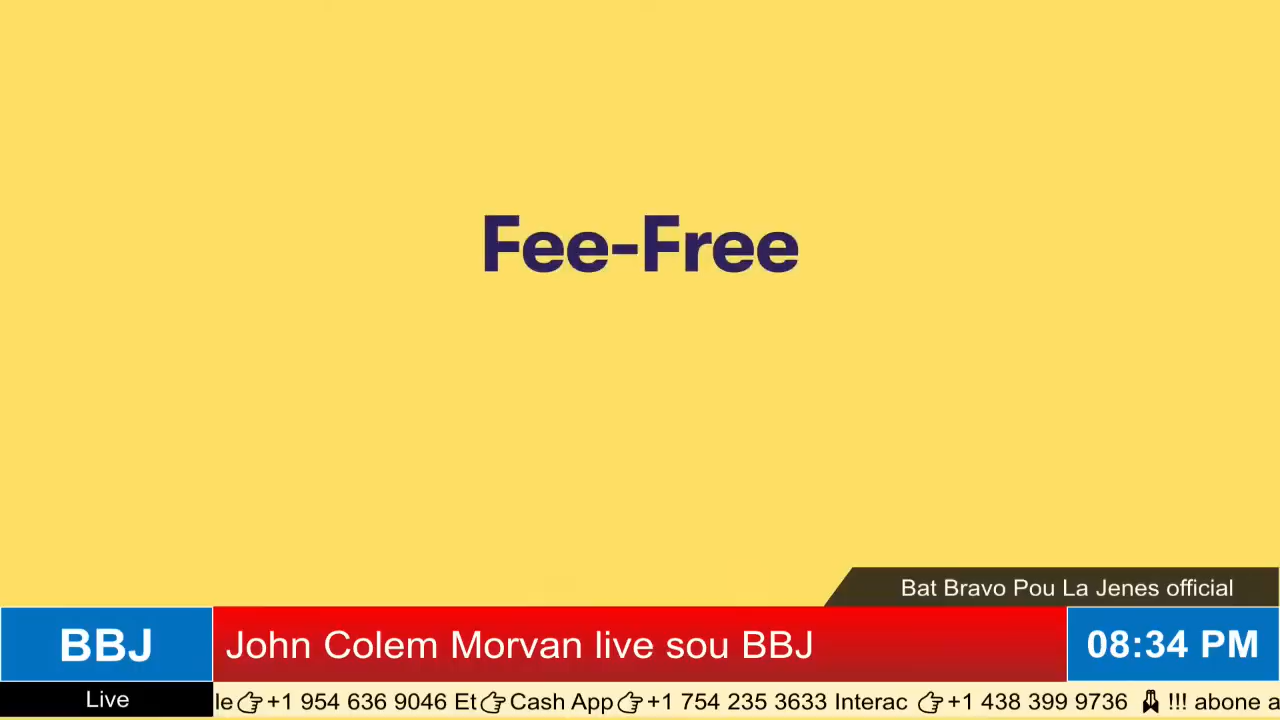 Fee-Free
Bat Bravo Pou La Jenes official
BBJ
John Colem Morvan live sou BBJ
08:34 PM
Live
le👉+1 954 636 9046 Et👉Cash App👉+1 754 235 3633 Interac 👉+1 438 399 9736 🙏 !!! abone a